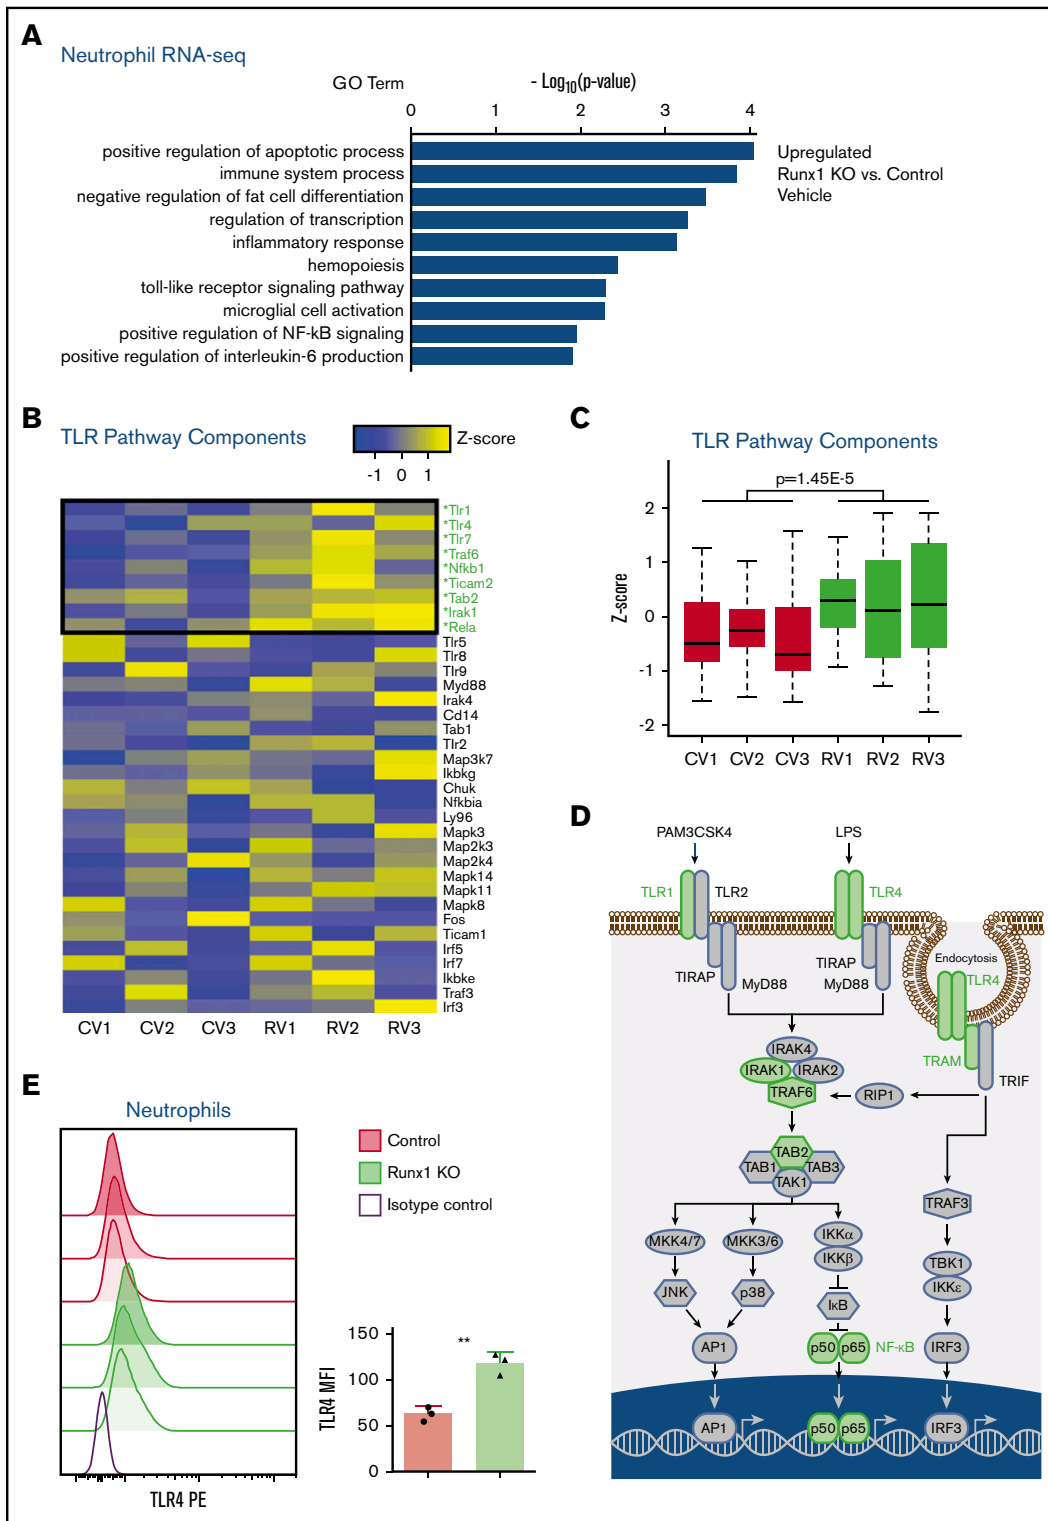 A
Neutrophil RNA-seq
GO Term
- Log10(p-value)
0 1 2 3 4
positive regulation of apoptotic process
immune system process
negative regulation of fat cell differentiation
regulation of transcription
inflammatory response
hemopoiesis
toll-like receptor signaling pathway
microglial cell activation
positive regulation of NF-kB signaling
positive regulation of interleukin-6 production
Upregulated
Runx1 KO vs. Control
Vehicle
B
TLR Pathway Components
Z-score
-1 0 1
*Tlr1
*Tlr4
*Tlr7
*Traf6
*Nfkb1
*Ticam2
*Tab2
*Irak1
*Rela
Tlr5
Tlr8
Tlr9
Myd88
Irak4
Cd14
Tab1
Tlr2
Map3k7
Ikbkg
Chuk
Nfkbia
Ly96
Mapk3
Map2k3
Map2k4
Mapk14
Mapk11
Mapk8
Fos
Ticam1
Irf5
Irf7
Ikbke
Traf3
Irf3
CV1 CV2 CV3 RV1 RV2 RV3
C
TLR Pathway Components
p=1.45E-5
Z-score
2
1
0
-1
-2
CV1 CV2 CV3 RV1 RV2 RV3
D
PAM3CSK4
LPS
TLR1
TLR2
TLR4
TIRAP
MyD88
TIRAP
MyD88
Endocytosis
TLR4
TRAM
TRIF
IRAK4
IRAK1
IRAK2
TRAF6
RIP1
TAB2
TAB1
TAB3
TAK1
TRAF3
MKK4/7
MKK3/6
IKKα
IKKβ
TBK1
IKKε
JNK
p38
IκB
AP1
p50
p65
NF-κB
IRF3
AP1
p50
p65
IRF3
E
Neutrophils
Control
Runx1 KO
Isotype control
TLR4 PE
TLR4 MFI
150
100
50
0
**